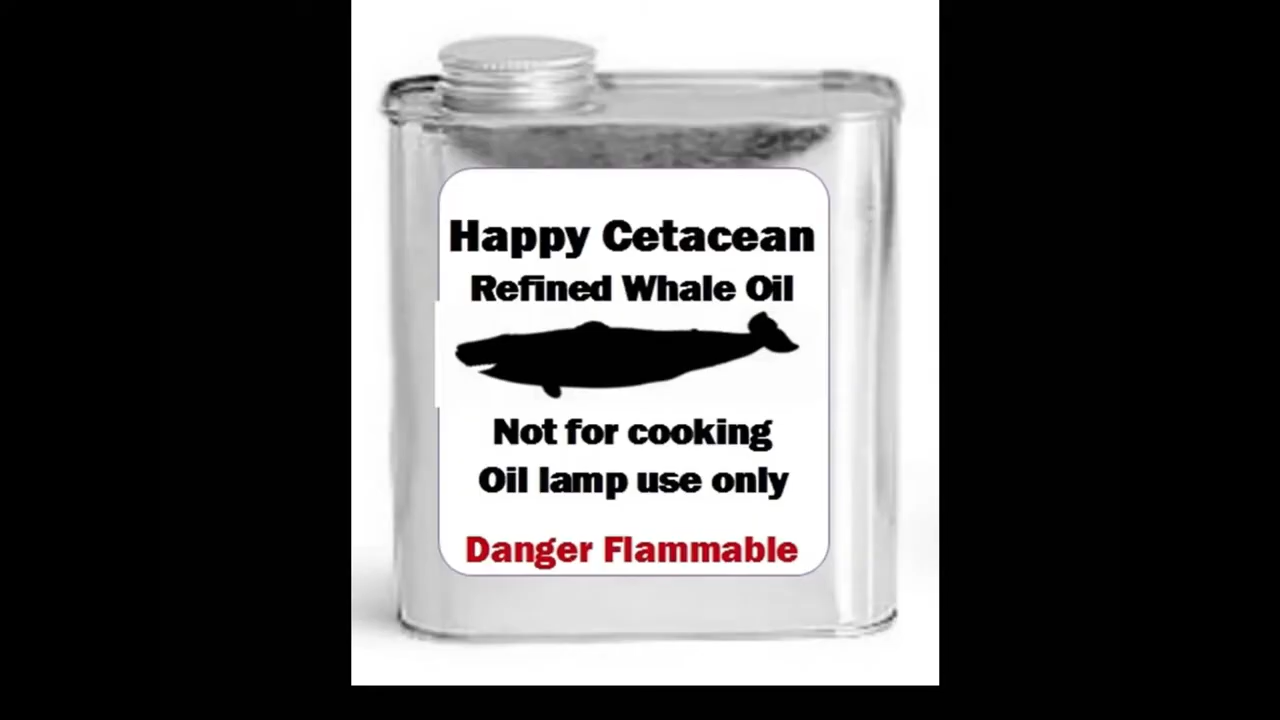 Happy Cetacean
Refined Whale Oil
Not for cooking
Oil lamp use only
Danger Flammable